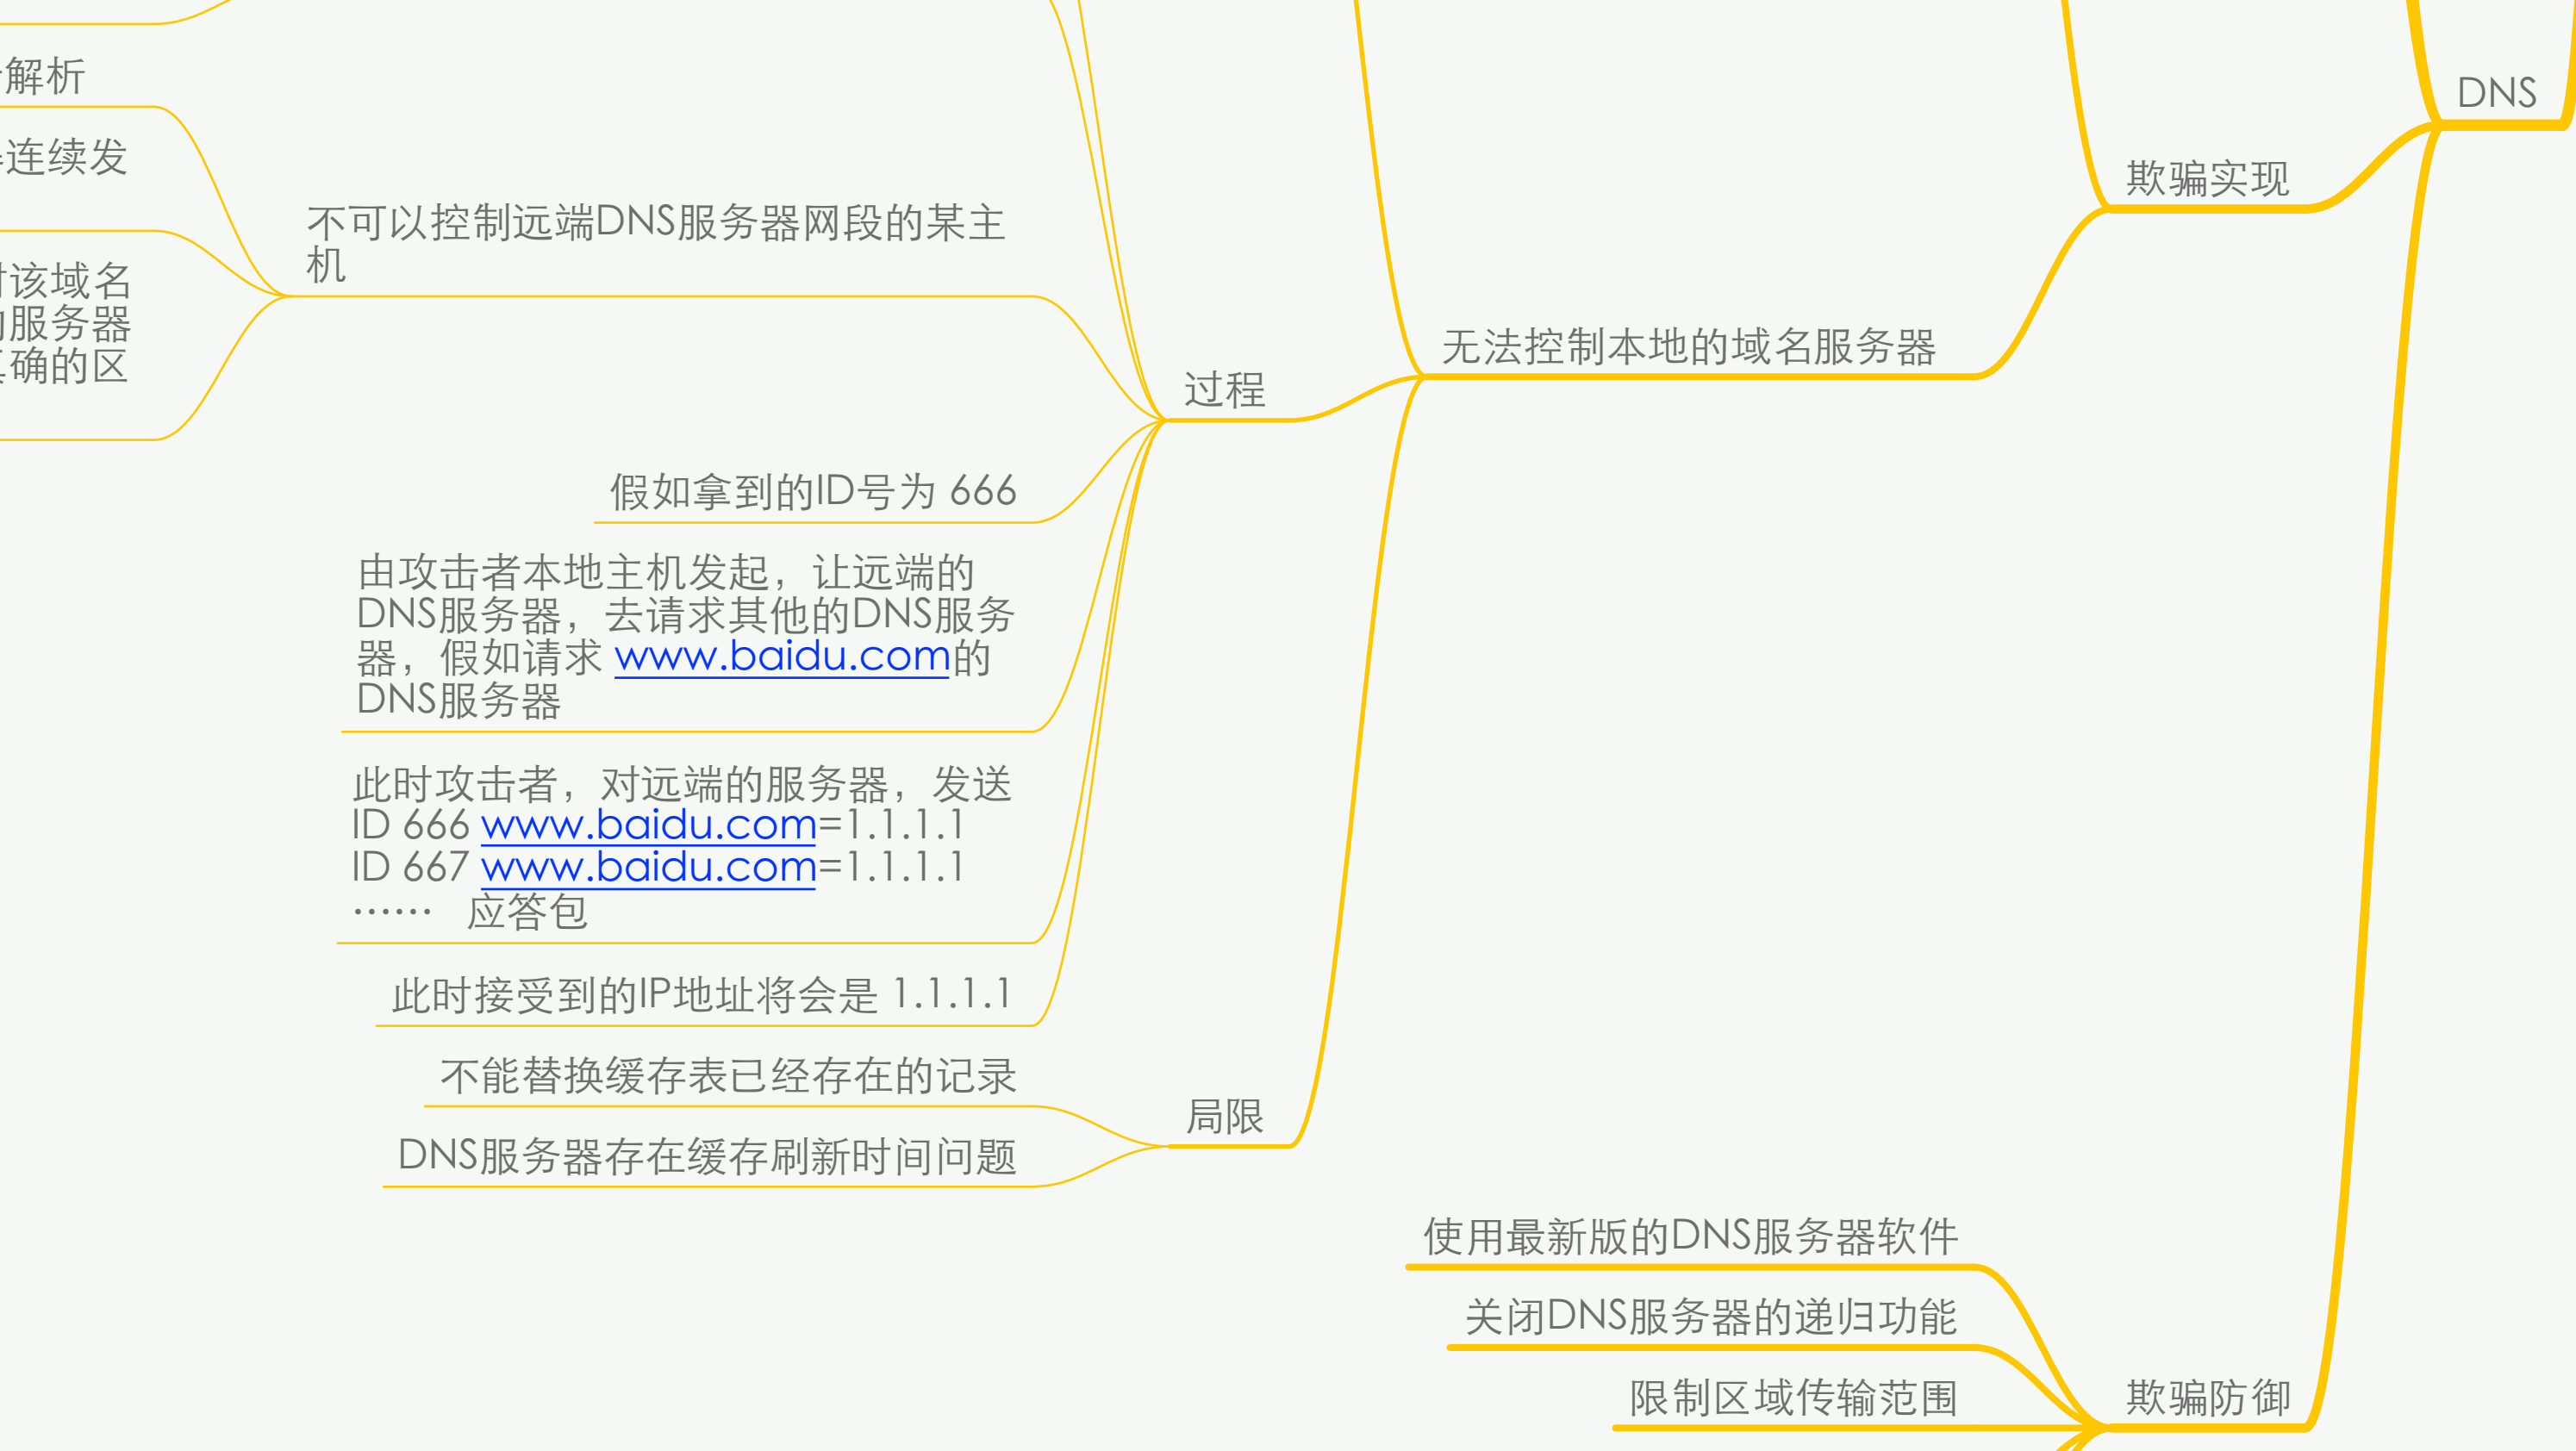 解析
连续发
该域名
服务器
确的区
不可以控制远端DNS服务器网段的某主
机
假如拿到的ID号为 666
由攻击者本地主机发起，让远端的
DNS服务器，去请求其他的DNS服务
器，假如请求 www.baidu.com的
DNS服务器
此时攻击者，对远端的服务器，发送
ID 666 www.baidu.com=1.1.1.1
ID 667 www.baidu.com=1.1.1.1
…… 应答包
此时接受到的IP地址将会是 1.1.1.1
不能替换缓存表已经存在的记录
DNS服务器存在缓存刷新时间问题
过程
局限
无法控制本地的域名服务器
使用最新版的DNS服务器软件
关闭DNS服务器的递归功能
限制区域传输范围
欺骗实现
欺骗防御
DNS